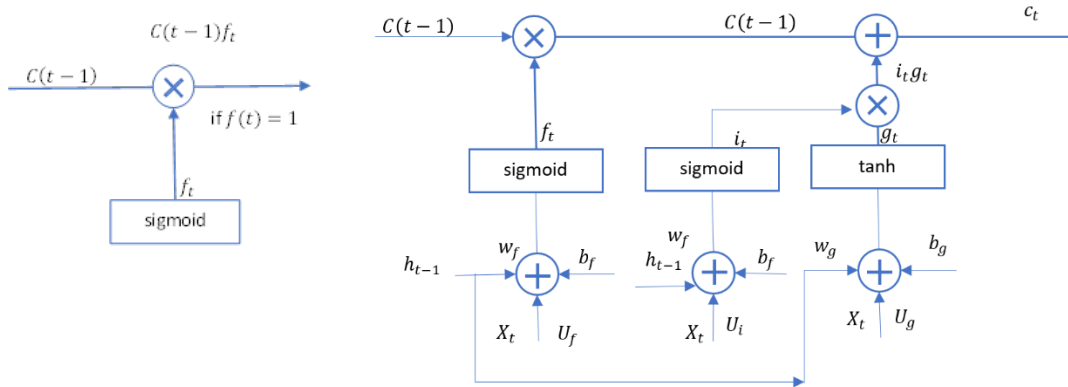 C(t−1)f_t
C(t−1)
if f(t) = 1
f_t
sigmoid
C(t−1) C(t−1) c_t
i_t g_t
f_t i_t g_t
sigmoid sigmoid tanh
w_f b_f w_f b_f w_g b_g
h_{t−1} h_{t−1}
X_t U_f X_t U_i X_t U_g